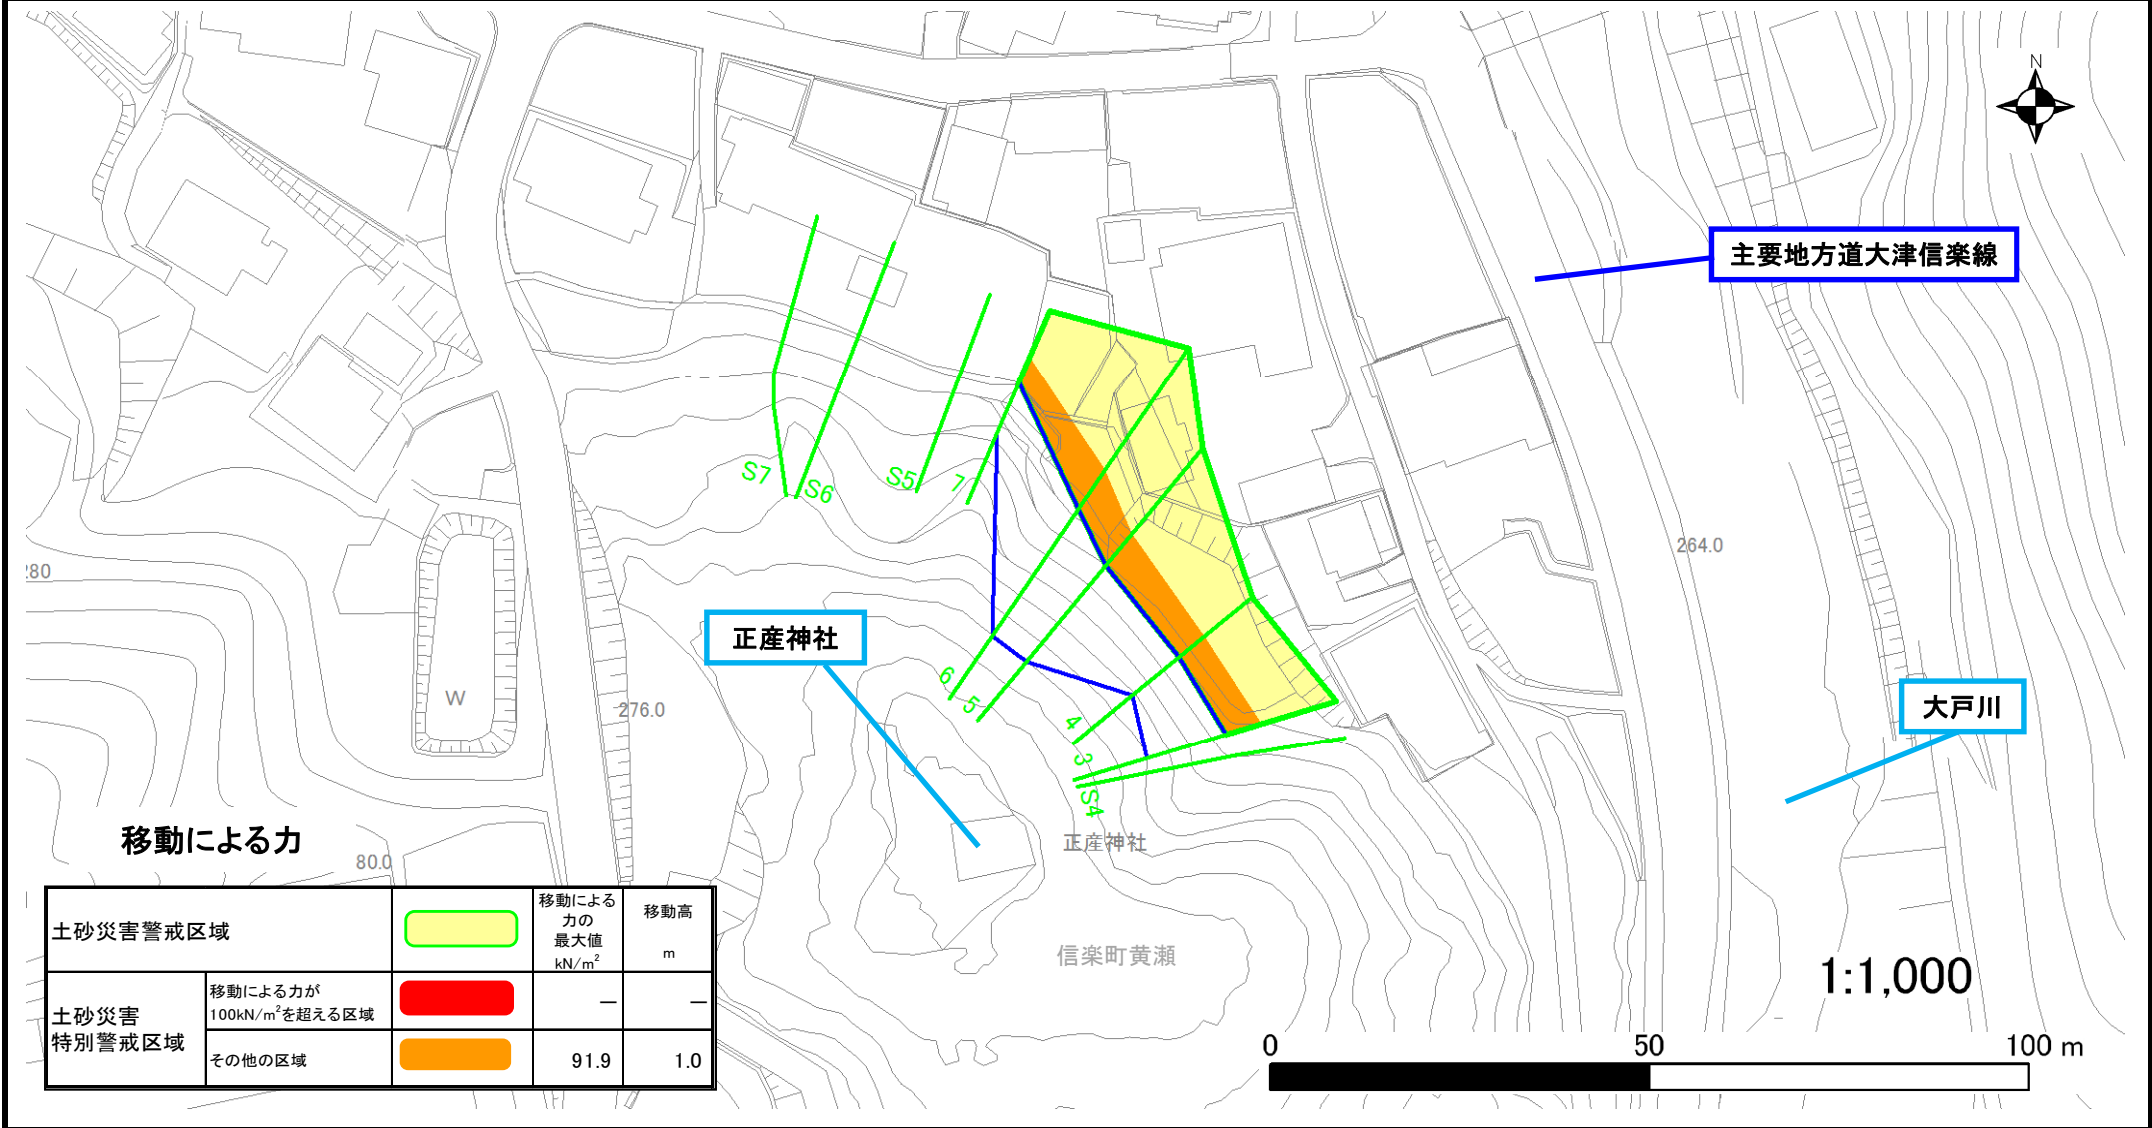 N
主要地方道大津信楽線
S7
S6
S5
7
264.0
280
正産神社
6
5
4
3
S4
W
276.0
大戸川
正産神社
移動による力
80.0
信楽町黄瀬
1:1,000
0
50
100 m
土砂災害警戒区域
移動による
力の
最大値
kN/m²
移動高
m
土砂災害
特別警戒区域
移動による力が
100kN/m²を超える区域
－
－
その他の区域
91.9
1.0